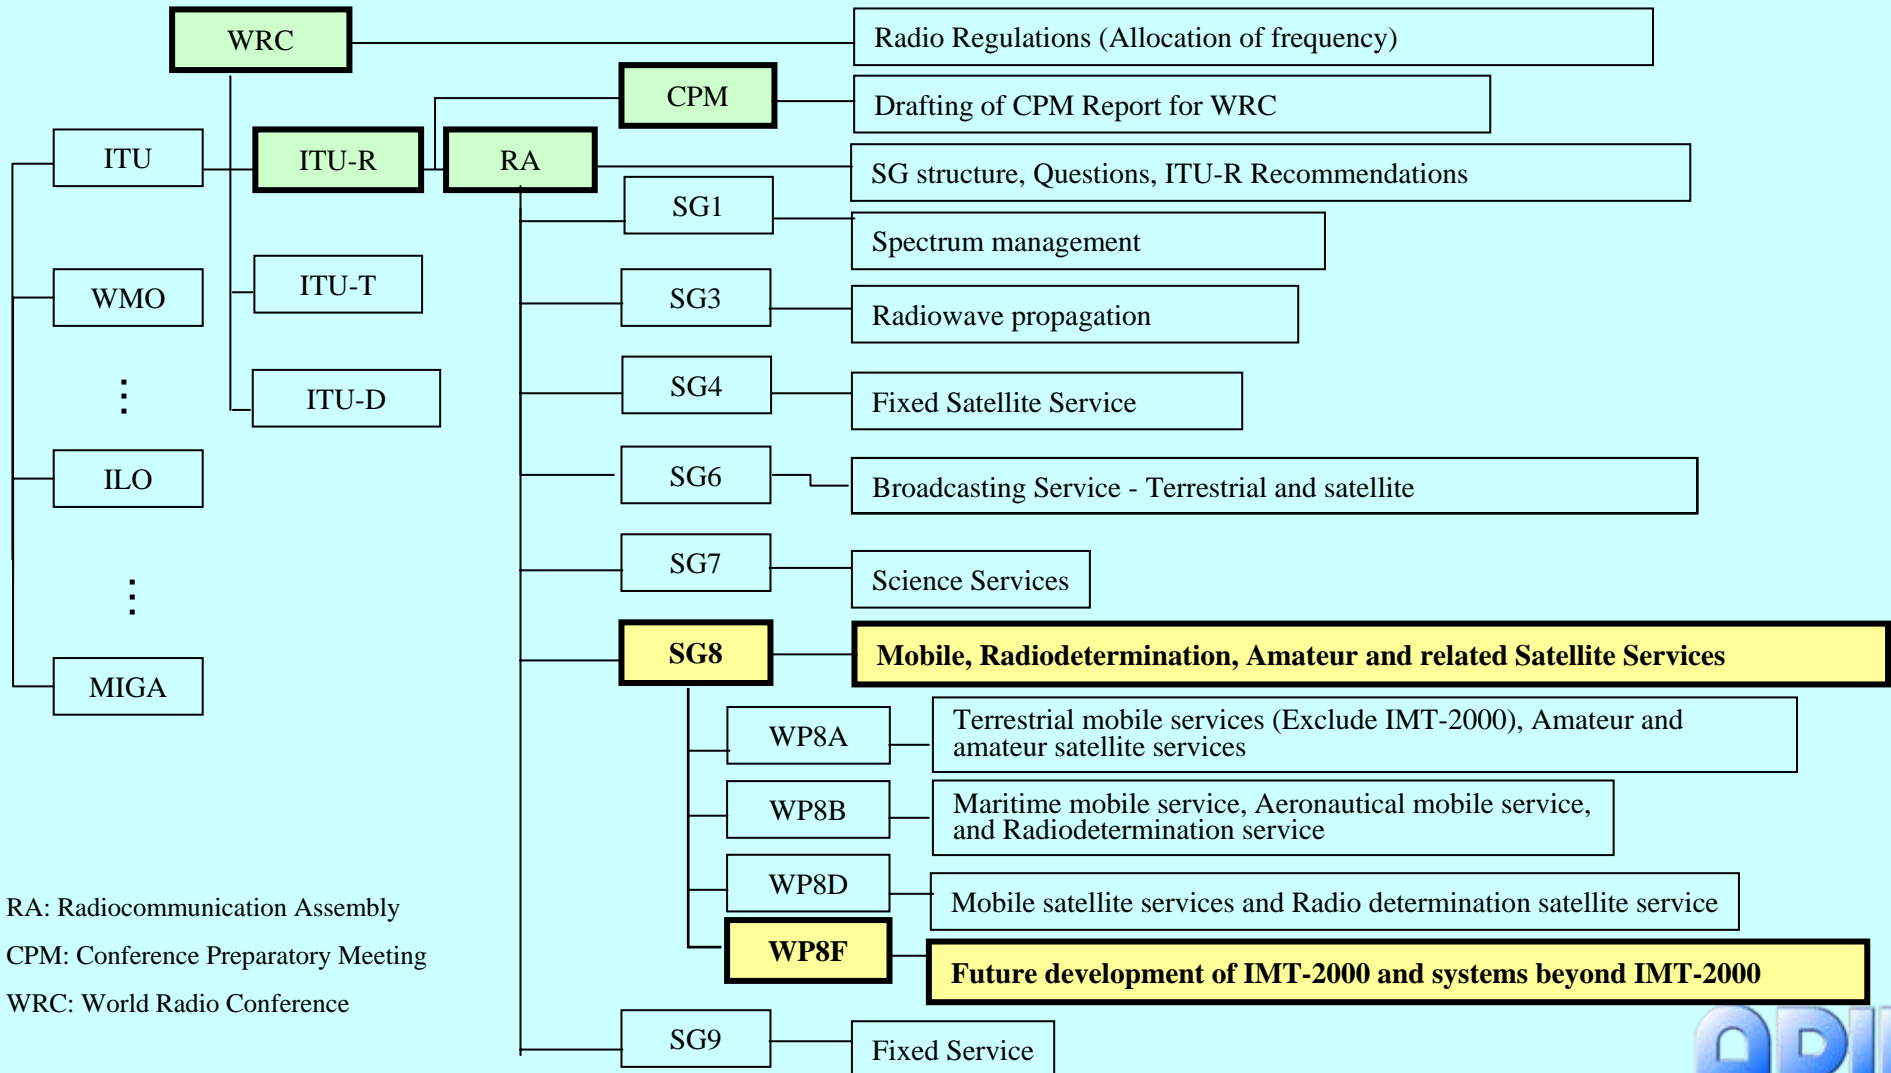 WRC
Radio Regulations (Allocation of frequency)
CPM
Drafting of CPM Report for WRC
ITU
ITU-R
RA
SG structure, Questions, ITU-R Recommendations
SG1
Spectrum management
WMO
ITU-T
SG3
Radiowave propagation
⋮
ITU-D
SG4
Fixed Satellite Service
ILO
SG6
Broadcasting Service - Terrestrial and satellite
⋮
SG7
Science Services
MIGA
SG8
Mobile, Radiodetermination, Amateur and related Satellite Services
WP8A
Terrestrial mobile services (Exclude IMT-2000), Amateur and
amateur satellite services
WP8B
Maritime mobile service, Aeronautical mobile service,
and Radiodetermination service
WP8D
Mobile satellite services and Radio determination satellite service
WP8F
Future development of IMT-2000 and systems beyond IMT-2000
SG9
Fixed Service
RA: Radiocommunication Assembly
CPM: Conference Preparatory Meeting
WRC: World Radio Conference